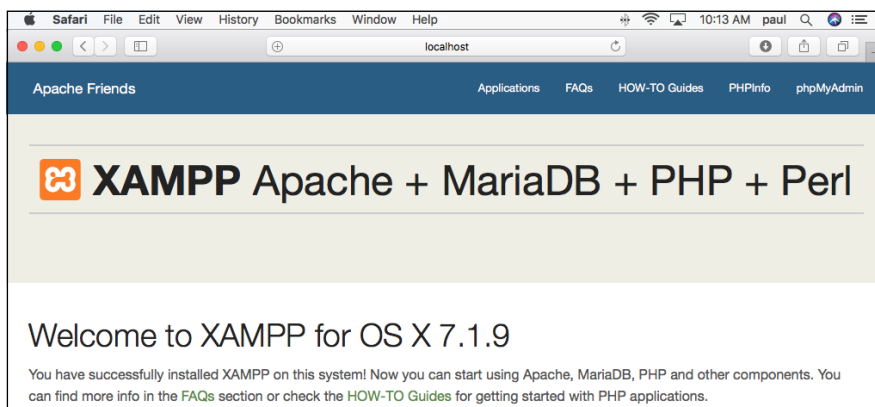 Safari File Edit View History Bookmarks Window Help 10:13 AM paul
localhost
Apache Friends Applications FAQs HOW-TO Guides PHPInfo phpMyAdmin
XAMPP Apache + MariaDB + PHP + Perl
Welcome to XAMPP for OS X 7.1.9
You have successfully installed XAMPP on this system! Now you can start using Apache, MariaDB, PHP and other components. You
can find more info in the FAQs section or check the HOW-TO Guides for getting started with PHP applications.